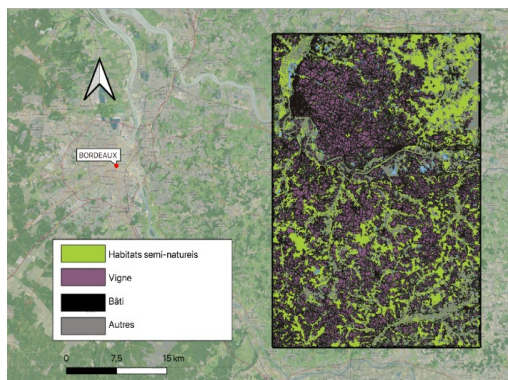 BORDEAUX
Habitats semi-naturels
Vigne
Bâti
Autres
0 7,5 15 km